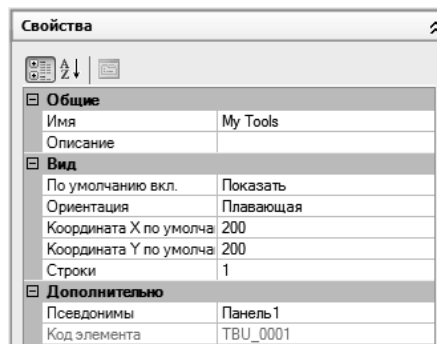 Свойства
Общие
Имя My Tools
Описание
Вид
По умолчанию вкл. Показать
Ориентация Плавающая
Координата X по умолча 200
Координата Y по умолча 200
Строки 1
Дополнительно
Псевдонимы Панель1
Код элемента TBU_0001